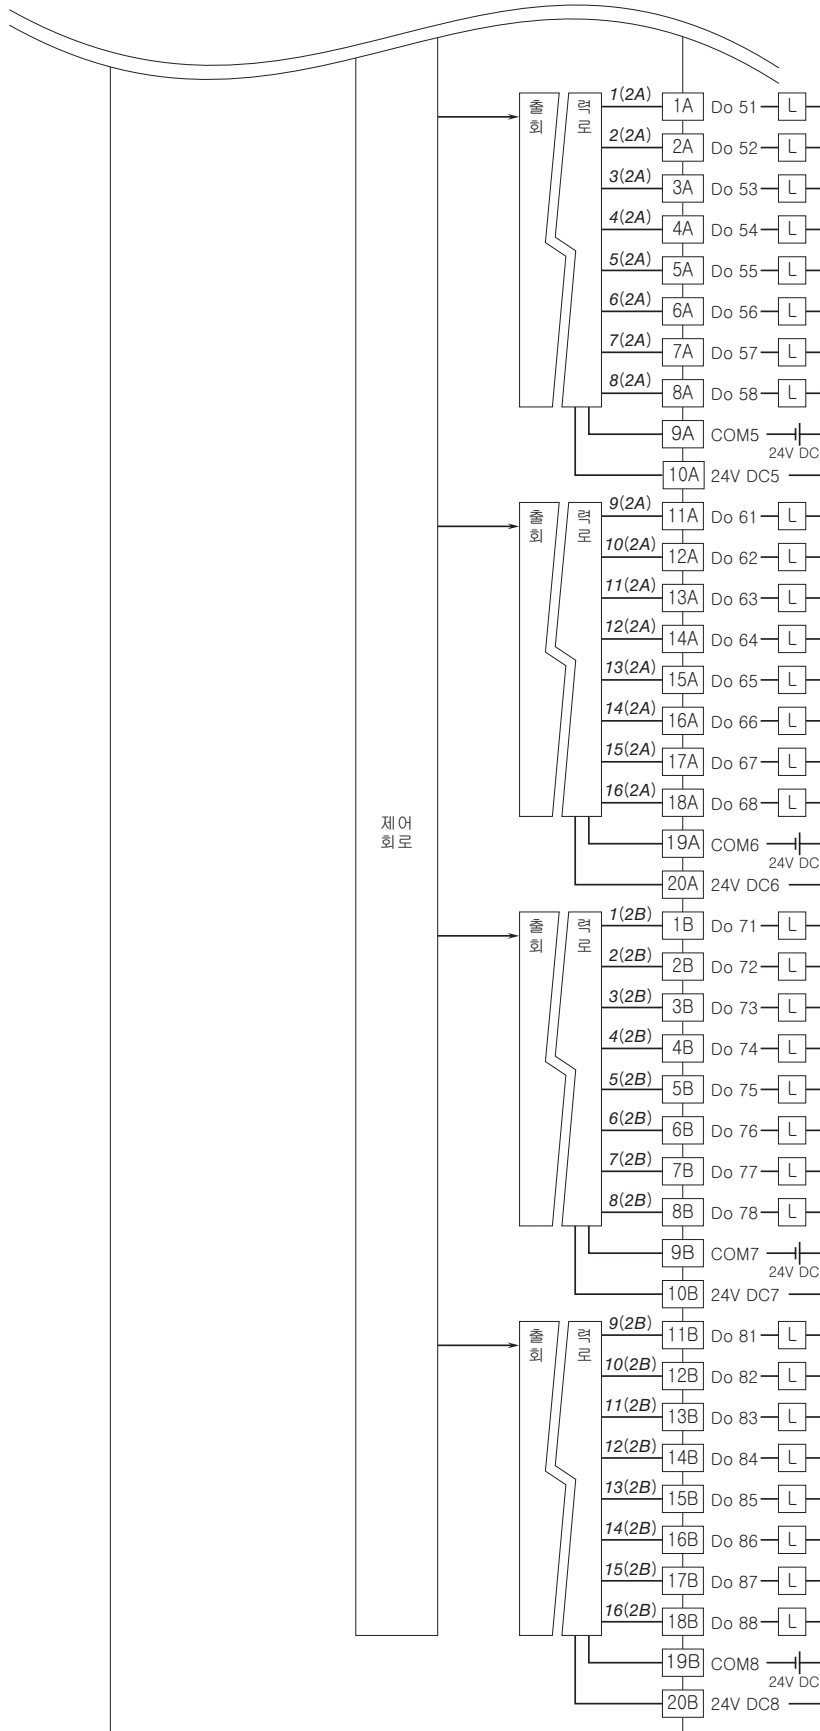 출회 력로 1(2A) 1A Do 51 L
2(2A) 2A Do 52 L
3(2A) 3A Do 53 L
4(2A) 4A Do 54 L
5(2A) 5A Do 55 L
6(2A) 6A Do 56 L
7(2A) 7A Do 57 L
8(2A) 8A Do 58 L
9A COM5
24V DC
10A 24V DC5
출회 력로 9(2A) 11A Do 61 L
10(2A) 12A Do 62 L
11(2A) 13A Do 63 L
12(2A) 14A Do 64 L
13(2A) 15A Do 65 L
14(2A) 16A Do 66 L
15(2A) 17A Do 67 L
16(2A) 18A Do 68 L
제어
회로
19A COM6
24V DC
20A 24V DC6
출회 력로 1(2B) 1B Do 71 L
2(2B) 2B Do 72 L
3(2B) 3B Do 73 L
4(2B) 4B Do 74 L
5(2B) 5B Do 75 L
6(2B) 6B Do 76 L
7(2B) 7B Do 77 L
8(2B) 8B Do 78 L
9B COM7
24V DC
10B 24V DC7
출회 력로 9(2B) 11B Do 81 L
10(2B) 12B Do 82 L
11(2B) 13B Do 83 L
12(2B) 14B Do 84 L
13(2B) 15B Do 85 L
14(2B) 16B Do 86 L
15(2B) 17B Do 87 L
16(2B) 18B Do 88 L
19B COM8
24V DC
20B 24V DC8